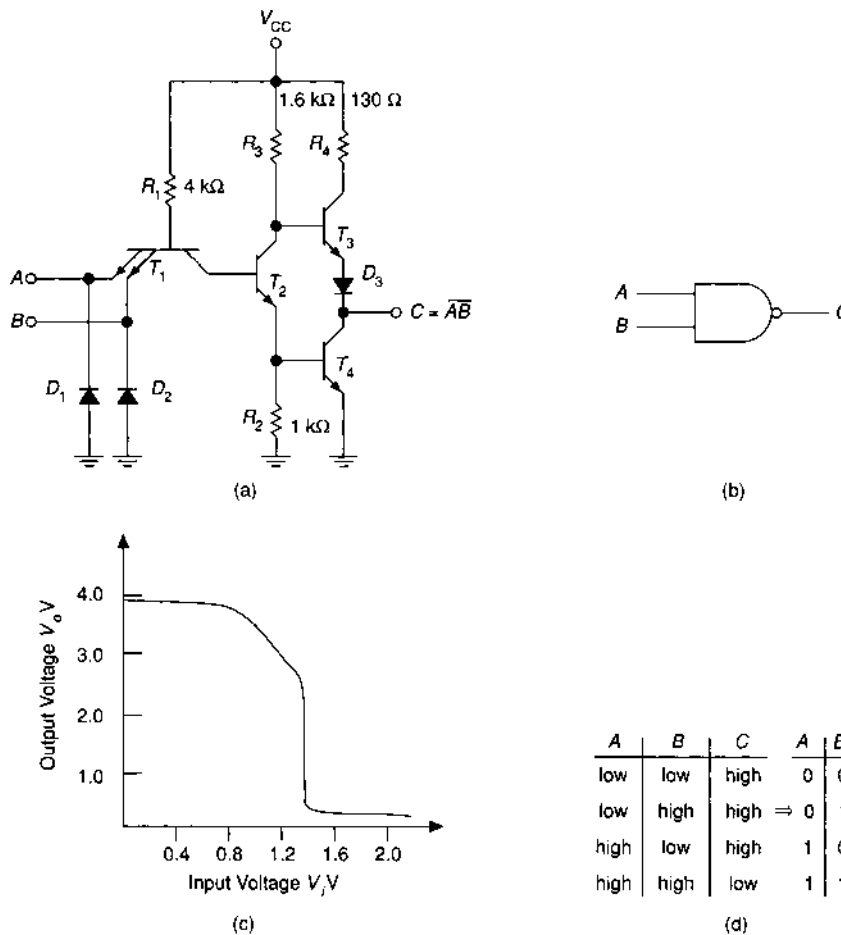 V_CC
1.6 kΩ 130 Ω
R_3 R_4
R_1 4 kΩ
T_3
A T_1
T_2 D_3
B C = \overline{AB}
T_4
D_1 D_2
R_2 1 kΩ
(a)
A
B C
(b)
Output Voltage V_o V
4.0
3.0
2.0
1.0
0.4 0.8 1.2 1.6 2.0
Input Voltage V_i V
(c)
A B C A
low low high 0
low high high ⇒ 0
high low high 1
high high low 1
(d)